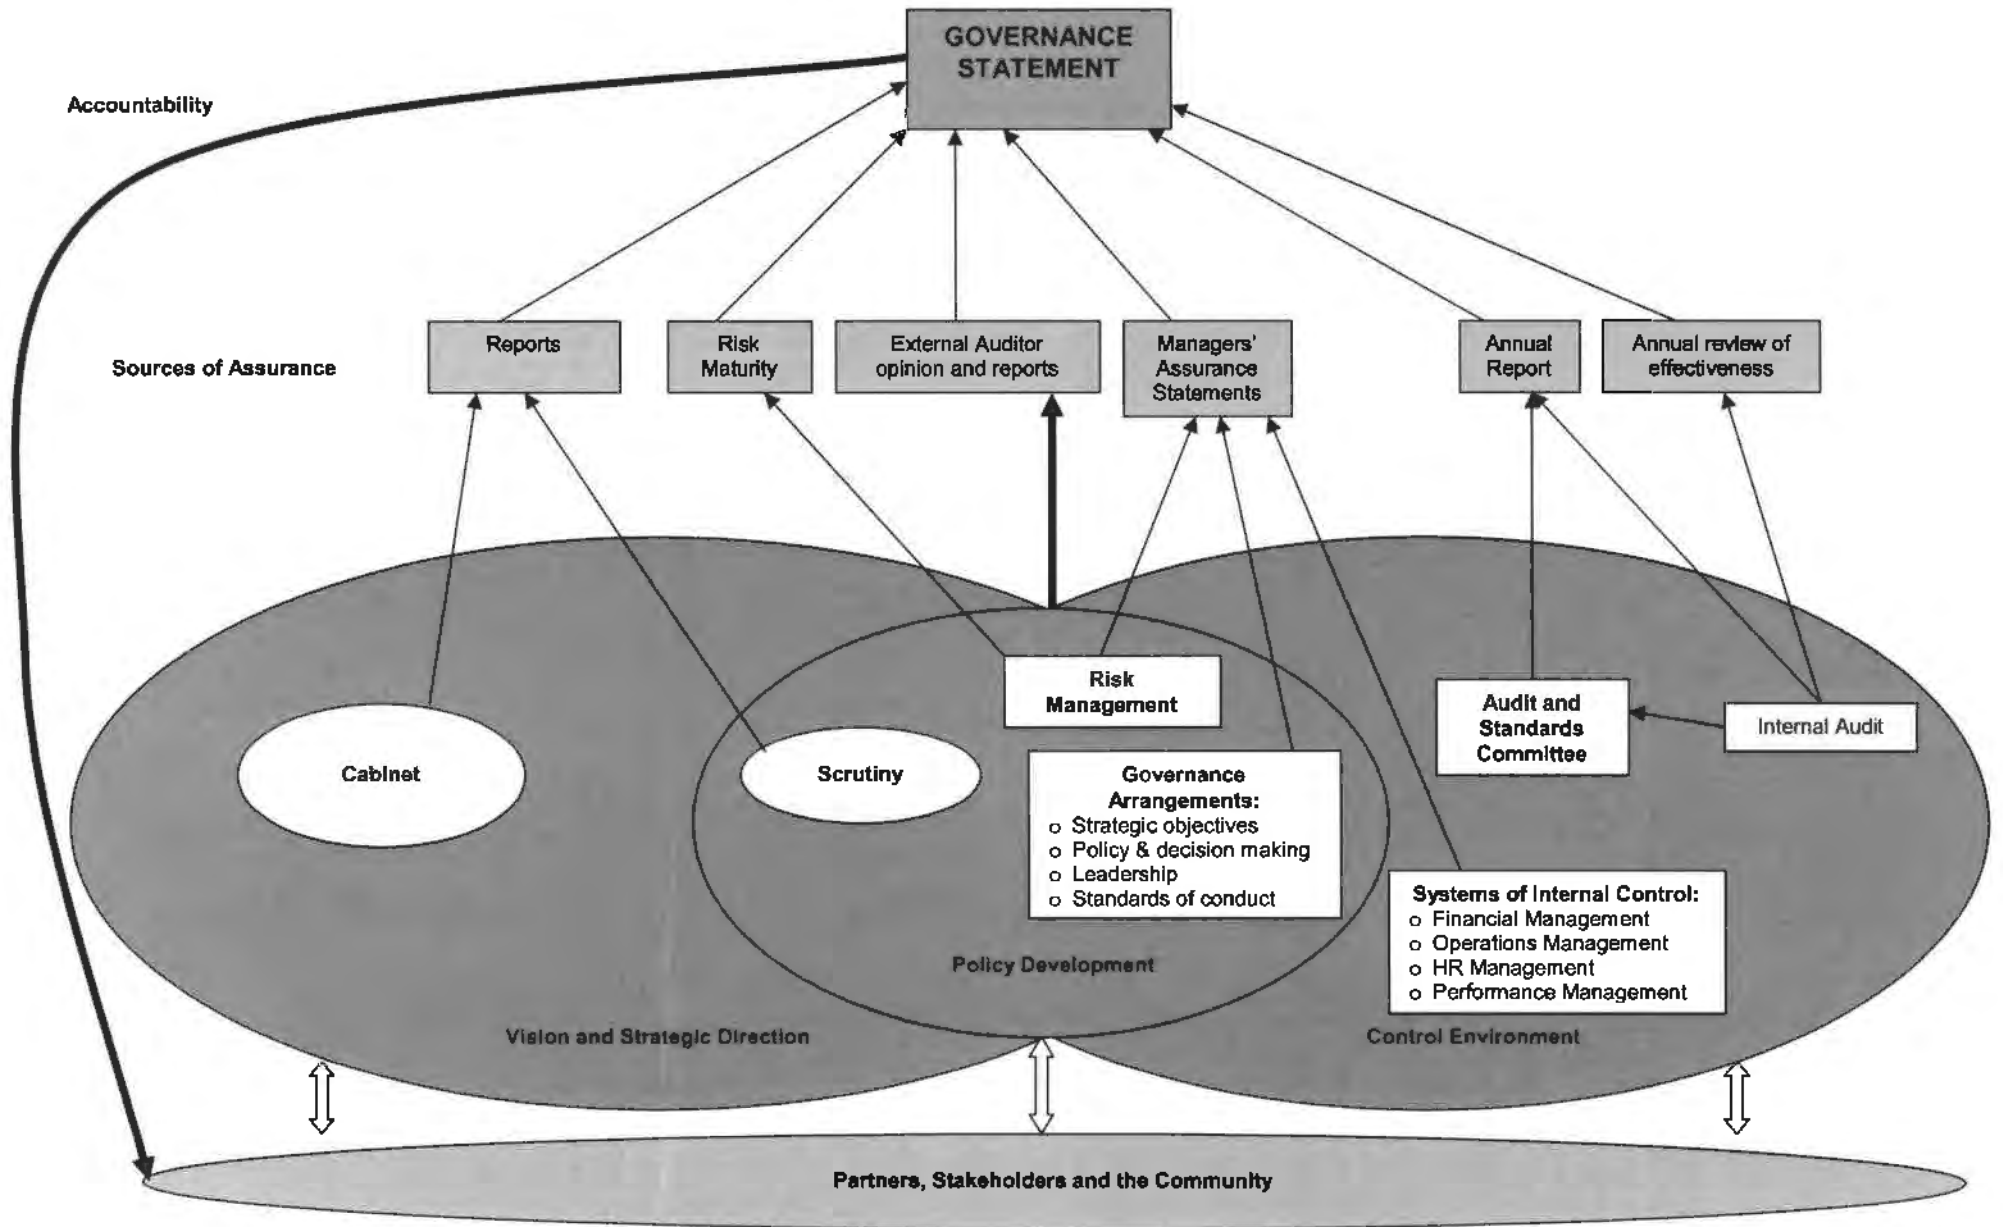 GOVERNANCE
STATEMENT
Accountability
Sources of Assurance
Reports
Risk
Maturity
External Auditor
opinion and reports
Managers'
Assurance
Statements
Annual
Report
Annual review of
effectiveness
Risk
Management
Cabinet
Scrutiny
Governance
Arrangements:
o Strategic objectives
o Policy & decision making
o Leadership
o Standards of conduct
Audit and
Standards
Committee
Internal Audit
Systems of Internal Control:
o Financial Management
o Operations Management
o HR Management
o Performance Management
Policy Development
Vision and Strategic Direction
Control Environment
Partners, Stakeholders and the Community